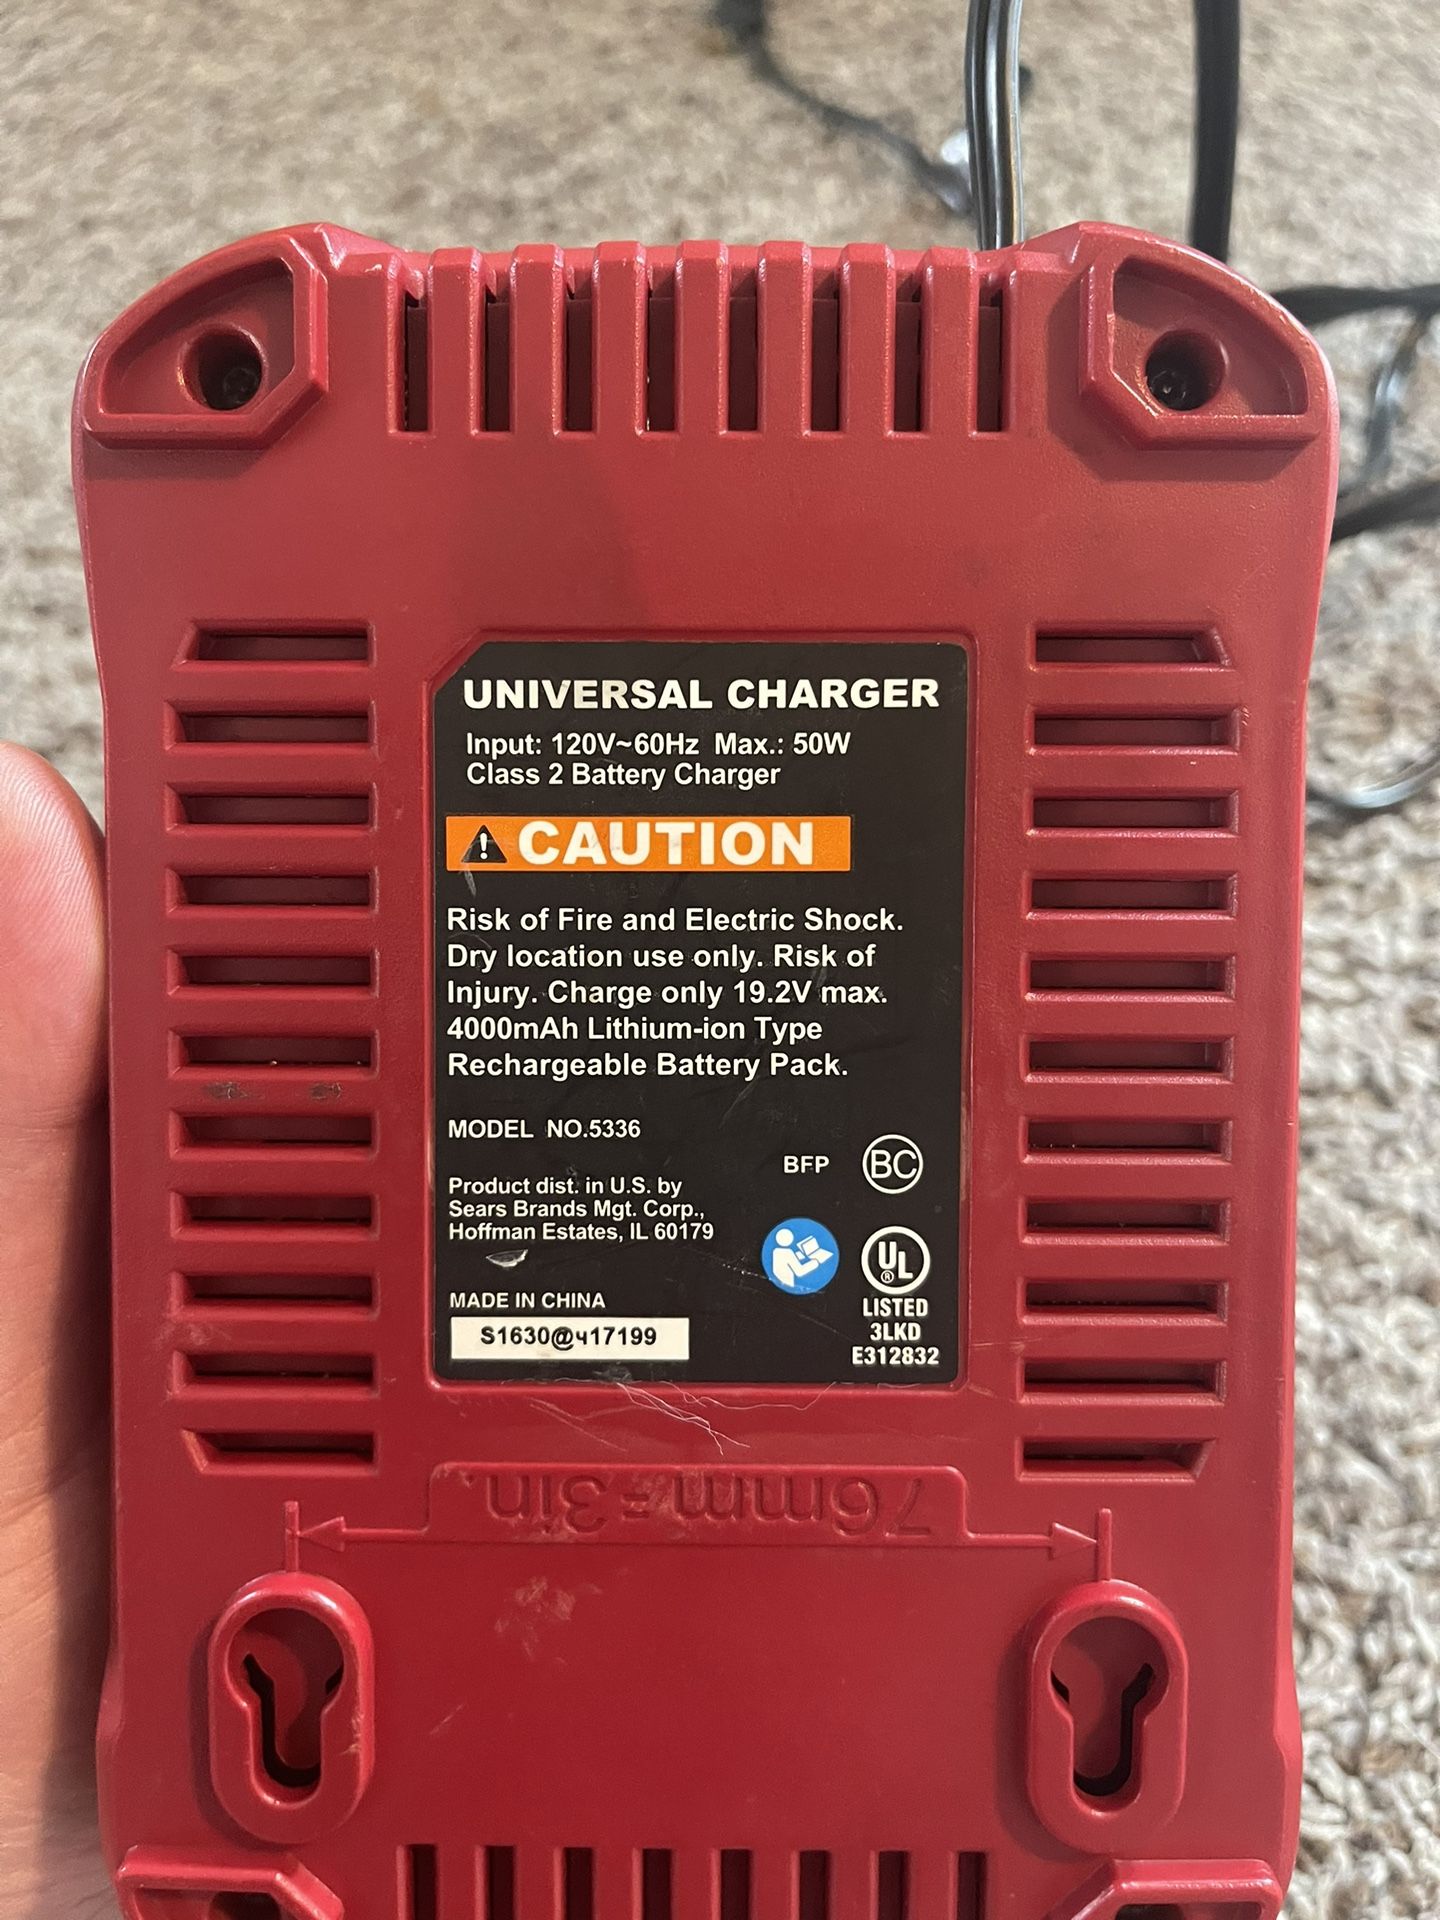 UNIVERSAL CHARGER
Input: 120V~60Hz Max.: 50W
Class 2 Battery Charger
CAUTION
Risk of Fire and Electric Shock.
Dry location use only. Risk of
Injury. Charge only 19.2V max.
4000mAh Lithium-ion Type
Rechargeable Battery Pack.
MODEL NO.5336
BFP BC
Product dist. in U.S. by
Sears Brands Mgt. Corp.,
Hoffman Estates, IL 60179
UL
®
LISTED
3LKD
E312832
MADE IN CHINA
S1630@417199
76mm = 3in.